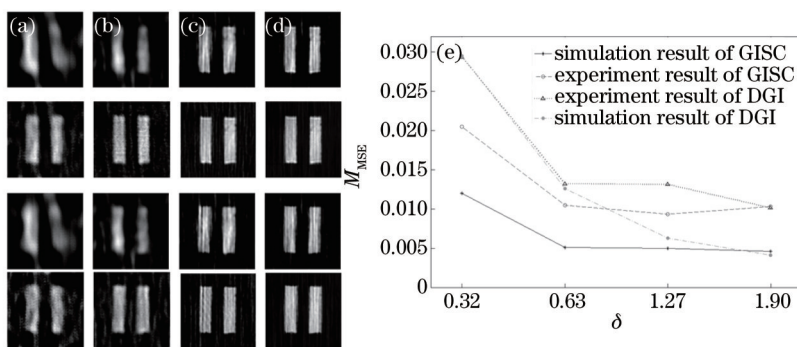 (a) (b) (c) (d)
(e)
simulation result of GISC
experiment result of GISC
experiment result of DGI
simulation result of DGI
M_MSE
0.030
0.025
0.020
0.015
0.010
0.005
0
0.32 0.63 1.27 1.90
δ